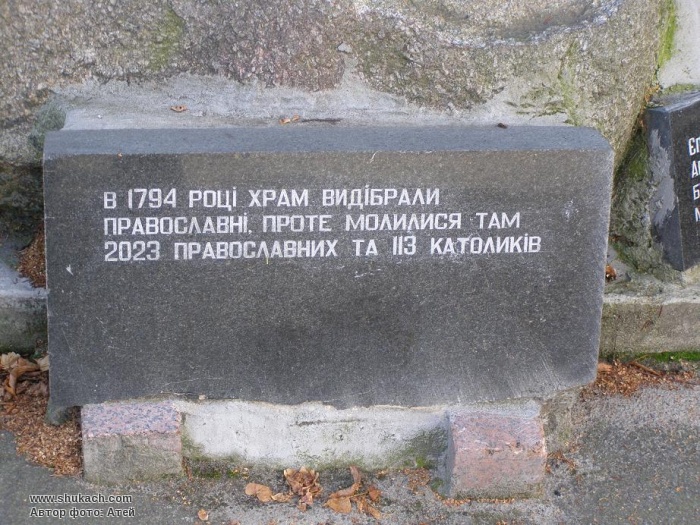 В 1794 РОЦІ ХРАМ ВИДІБРАЛИ
ПРАВОСЛАВНІ. ПРОТЕ МОЛИЛИСЯ ТАМ
2023 ПРАВОСЛАВНИХ ТА 113 КАТОЛИКІВ
www.shukach.com
Автор фото: Атей